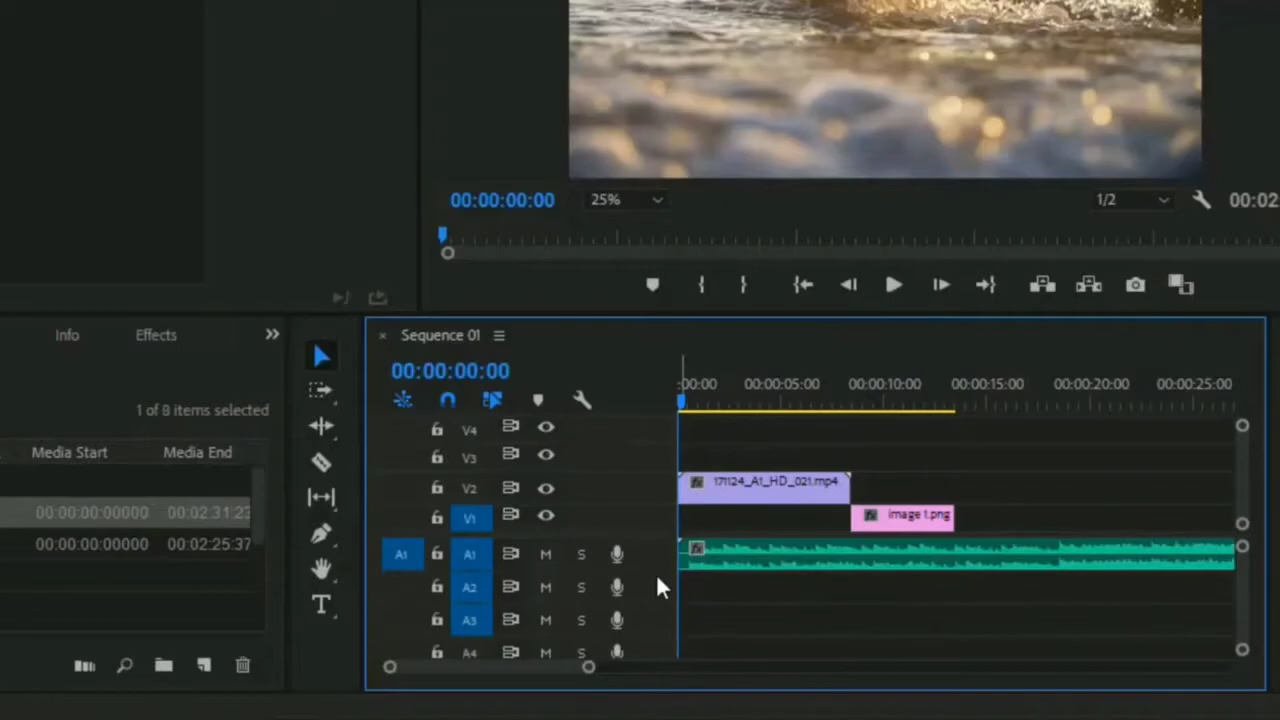 00:00:00:00
25%
1/2
00:02
Info
Effects
Sequence 01
00:00:00:00
:00:00
00:00:05:00
00:00:10:00
00:00:15:00
00:00:20:00
00:00:25:00
1 of 8 items selected
V4
Media Start
Media End
V3
V2
171124_A1_HD_021.mp4
fx
00:00:00:00000
00:02:31:23
V1
fx
image 1.png
00:00:00:00000
00:02:25:37
A1
A1
M
S
fx
A2
M
S
A3
M
S
A4
M
S
T